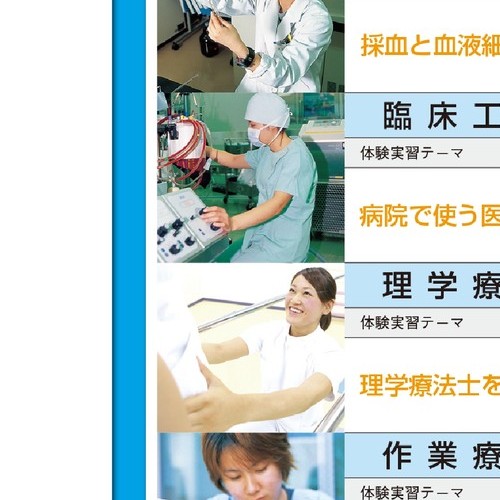 採血と血液細
臨床工
体験実習テーマ
病院で使う医
理学療
体験実習テーマ
理学療法士を
作業療
体験実習テーマ